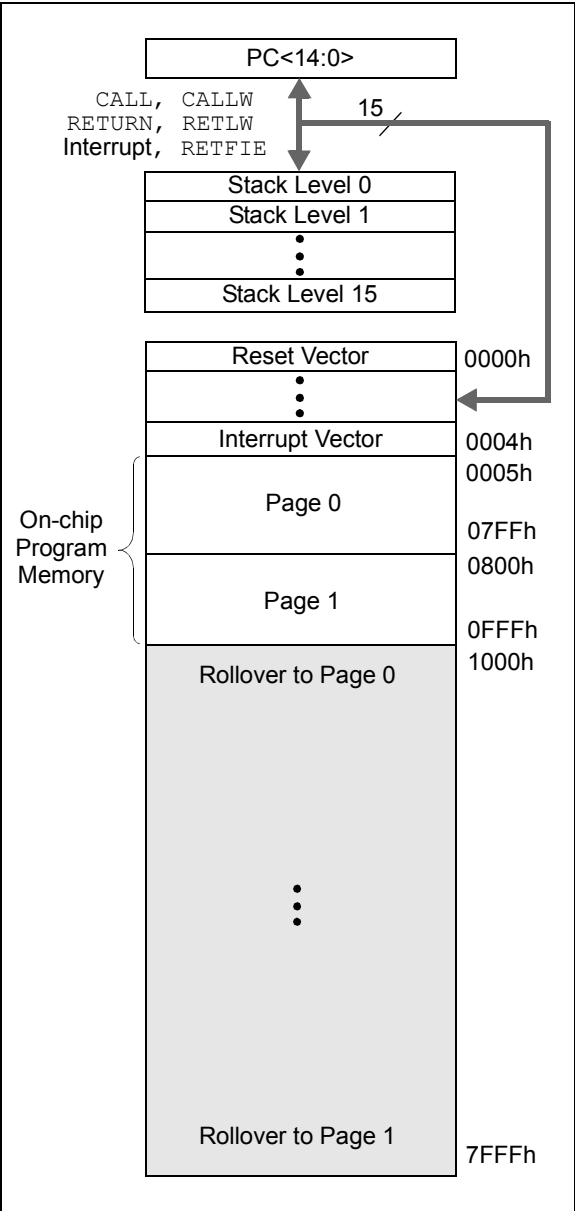 PC<14:0>
CALL, CALLW
RETURN, RETLW
Interrupt, RETFIE
15
Stack Level 0
Stack Level 1
Stack Level 15
Reset Vector
0000h
Interrupt Vector
0004h
0005h
Page 0
On-chip
Program
Memory
07FFh
0800h
Page 1
0FFFh
1000h
Rollover to Page 0
Rollover to Page 1
7FFFh